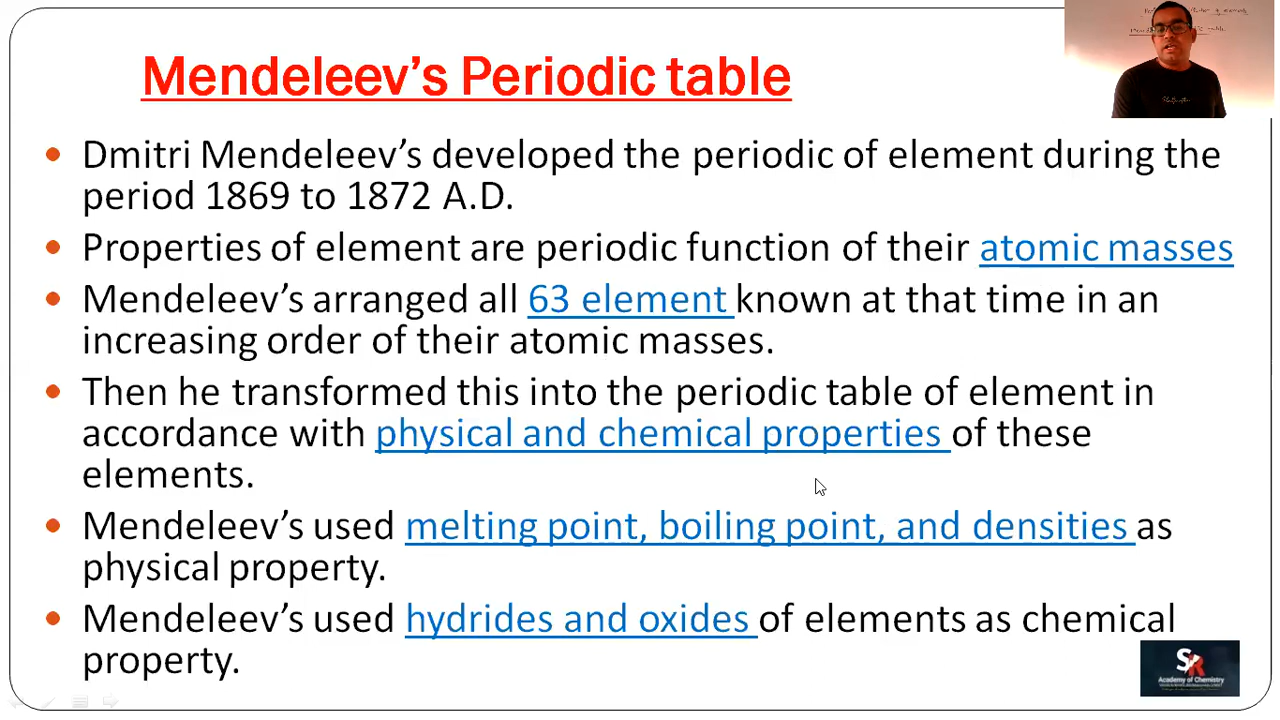 Mendeleev's Periodic table
Dmitri Mendeleev's developed the periodic of element during the
period 1869 to 1872 A.D.
Properties of element are periodic function of their atomic masses
Mendeleev's arranged all 63 element known at that time in an
increasing order of their atomic masses.
Then he transformed this into the periodic table of element in
accordance with physical and chemical properties of these
elements.
Mendeleev's used melting point, boiling point, and densities as
physical property.
Mendeleev's used hydrides and oxides of elements as chemical
property.
SK
Academy of Chemistry